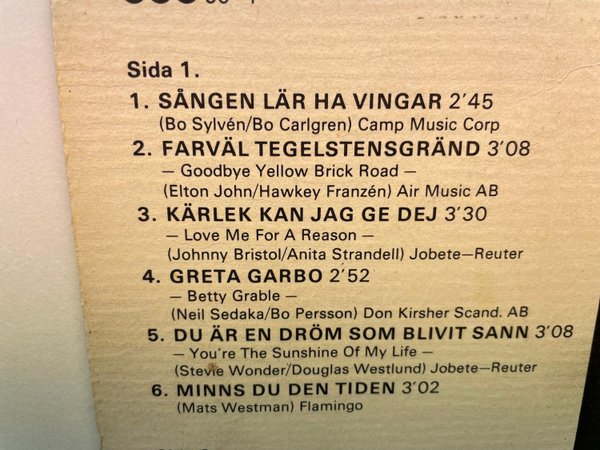 Sida 1.
1. SÅNGEN LÄR HA VINGAR 2'45
(Bo Sylvén/Bo Carlgren) Camp Music Corp
2. FARVÄL TEGELSTENSGRÄND 3'08
— Goodbye Yellow Brick Road —
(Elton John/Hawkey Franzén) Air Music AB
3. KÄRLEK KAN JAG GE DEJ 3'30
— Love Me For A Reason —
(Johnny Bristol/Anita Strandell) Jobete—Reuter
4. GRETA GARBO 2'52
— Betty Grable —
(Neil Sedaka/Bo Persson) Don Kirsher Scand. AB
5. DU ÄR EN DRÖM SOM BLIVIT SANN 3'08
— You're The Sunshine Of My Life —
(Stevie Wonder/Douglas Westlund) Jobete—Reuter
6. MINNS DU DEN TIDEN 3'02
(Mats Westman) Flamingo